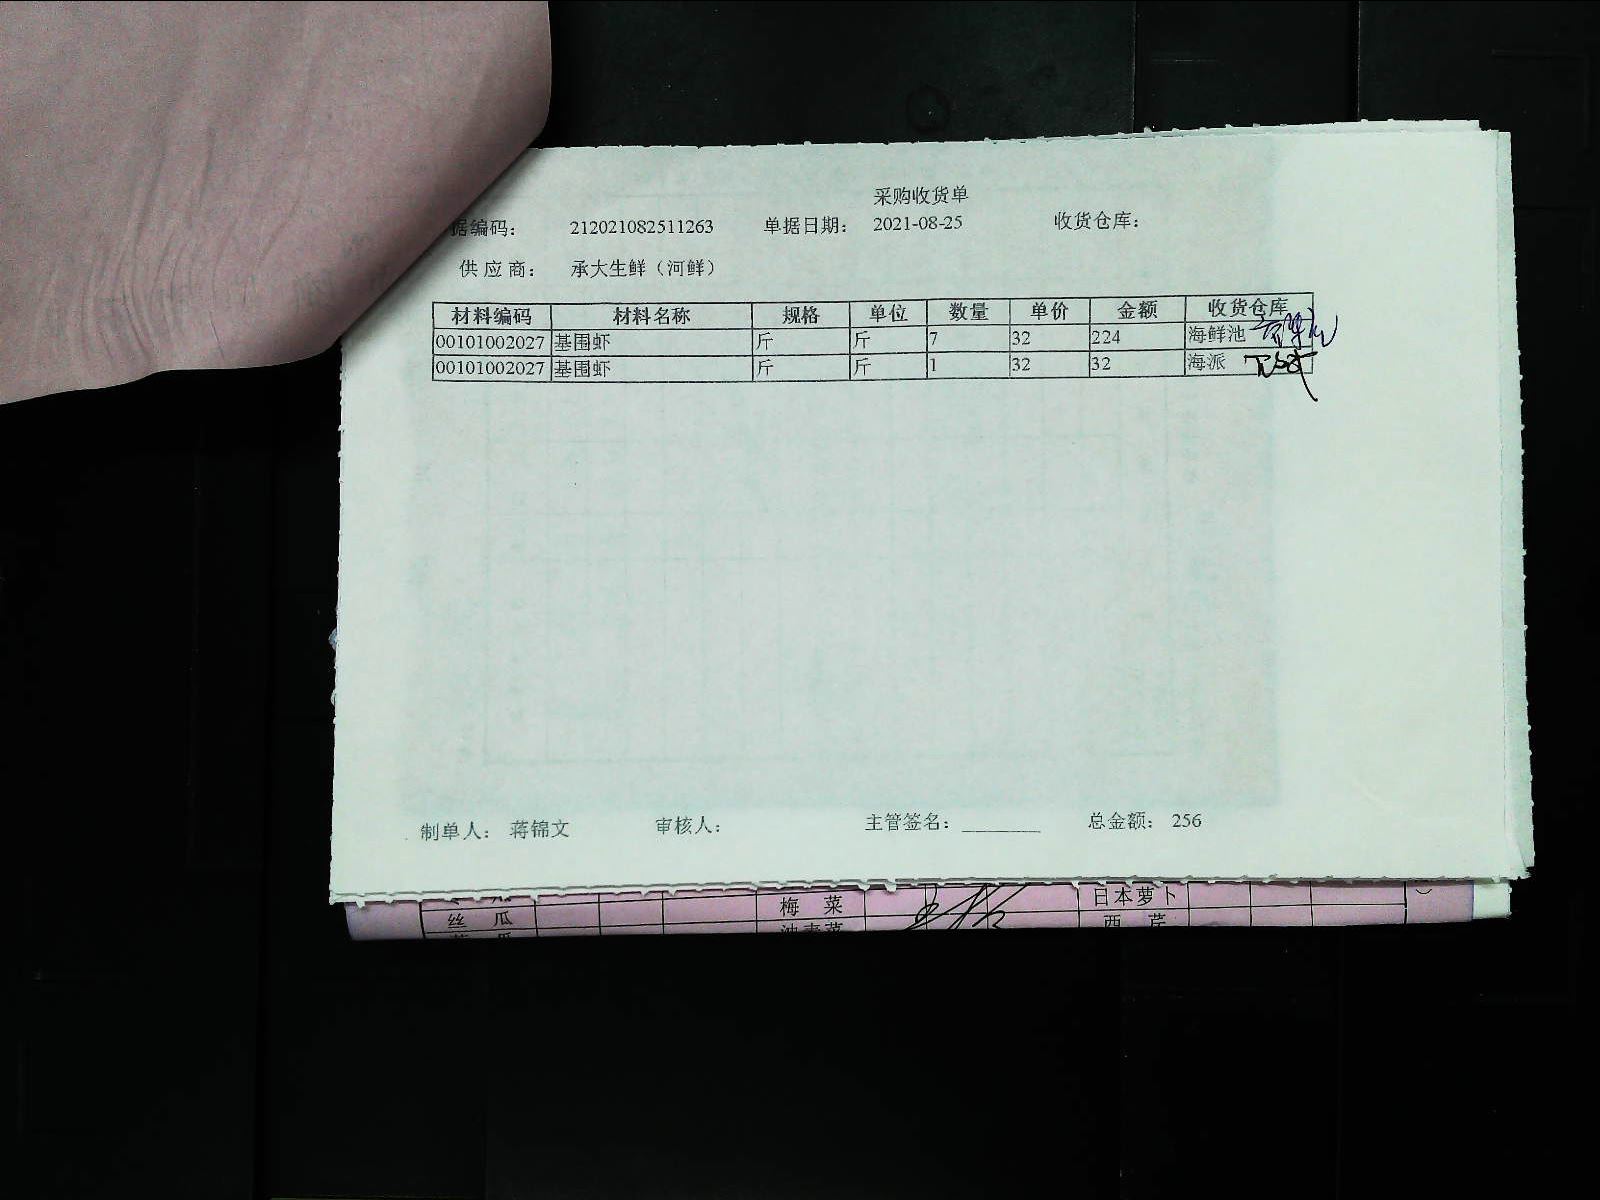 采购收货单
据编码： 212021082511263 单据日期： 2021-08-25 收货仓库：
供应商： 承大生鲜（河鲜）
材料编码 材料名称 规格 单位 数量 单价 金额 收货仓库
00101002027 基围虾 斤 斤 7 32 224 海鲜池
00101002027 基围虾 斤 斤 1 32 32 海派
制单人： 蒋锦文 审核人： 主管签名：________ 总金额： 256
丝瓜 梅菜 日本萝卜
西芹